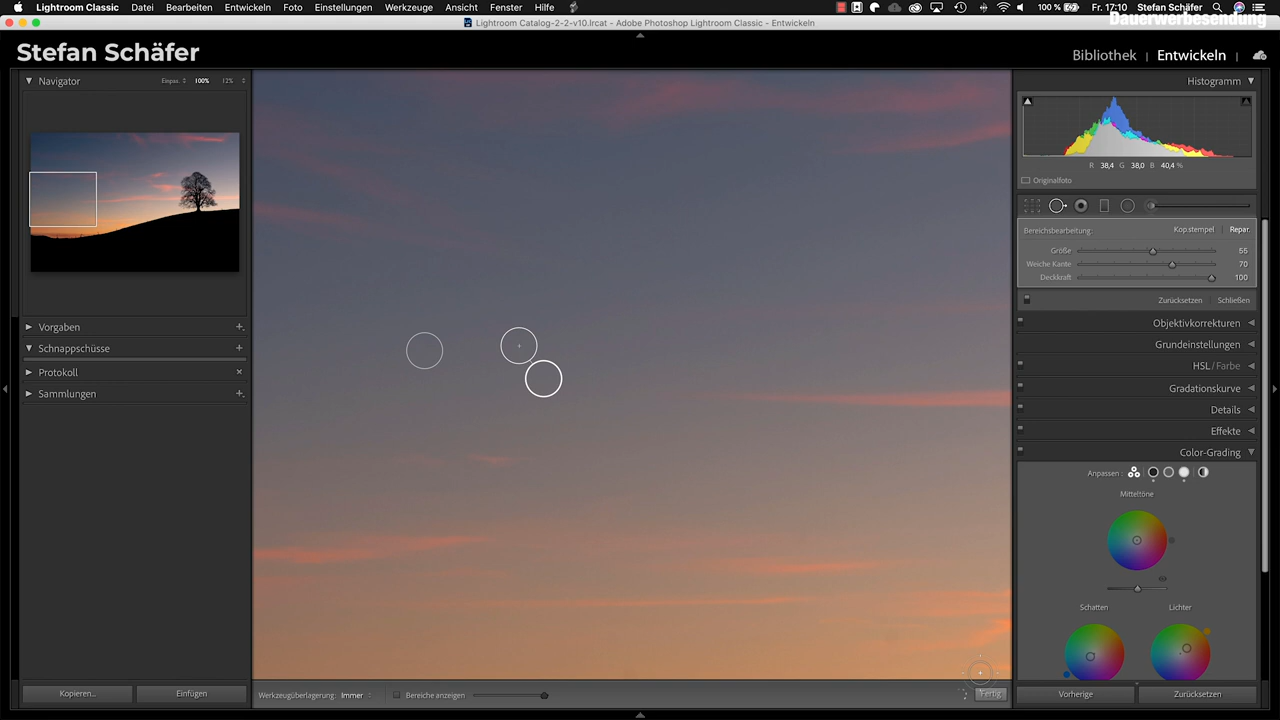 Lightroom Classic Datei Bearbeiten Entwickeln Foto Einstellungen Werkzeuge Ansicht Fenster Hilfe 100 % Fr. 17:10 Stefan Schäfer
Lightroom Catalog-2-2-v10.lrcat - Adobe Photoshop Lightroom Classic - Entwickeln
Dauerwerbesendung
Stefan Schäfer
Bibliothek | Entwickeln |
Navigator Einpas. 100% 12%
Histogramm
R 38,4 G 38,0 B 40,4 %
Originalfoto
Bereichsbearbeitung: Kop.stempel Repar.
Größe 55
Weiche Kante 70
Deckkraft 100
Zurücksetzen Schließen
Vorgaben
Schnappschüsse
Protokoll
Sammlungen
Objektivkorrekturen
Grundeinstellungen
HSL / Farbe
Gradationskurve
Details
Effekte
Color-Grading
Anpassen :
Mitteltöne
Schatten Lichter
Kopieren... Einfügen
Werkzeugüberlagerung: Immer Bereiche anzeigen Fertig
Vorherige Zurücksetzen